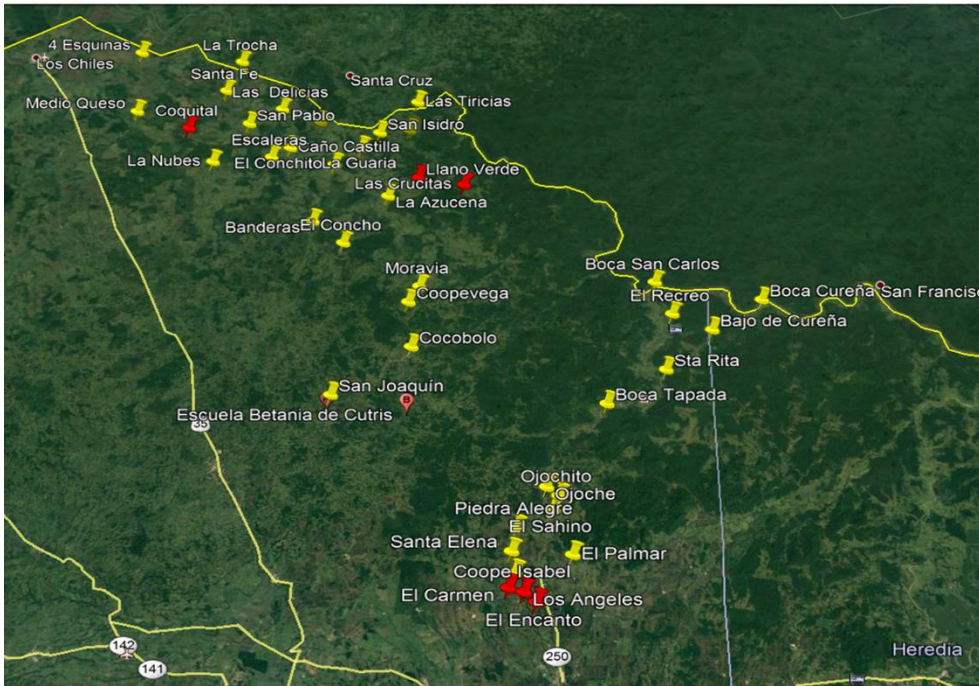 4 Esquinas
La Trocha
Los Chiles
Santa Fe
Santa Cruz
Las Delicias
Las Tiricias
Medio Queso
Coquital
San Pablo
San Isidro
Escaleras
Caño Castilla
La Nubes
El Conchito
La Guaria
Llano Verde
Las Crucitas
La Azucena
Banderas
El Concho
Boca San Carlos
Moravia
Coopevega
El Recreo
Boca Cureña
San Francisc
Bajo de Cureña
Cocobolo
Sta Rita
San Joaquín
Boca Tapada
B
Escuela Betania de Cutris
35
Ojochito
Ojoche
Piedra Alegre
El Sahino
Santa Elena
El Palmar
Coope Isabel
El Carmen
Los Angeles
El Encanto
142
141
250
Heredia